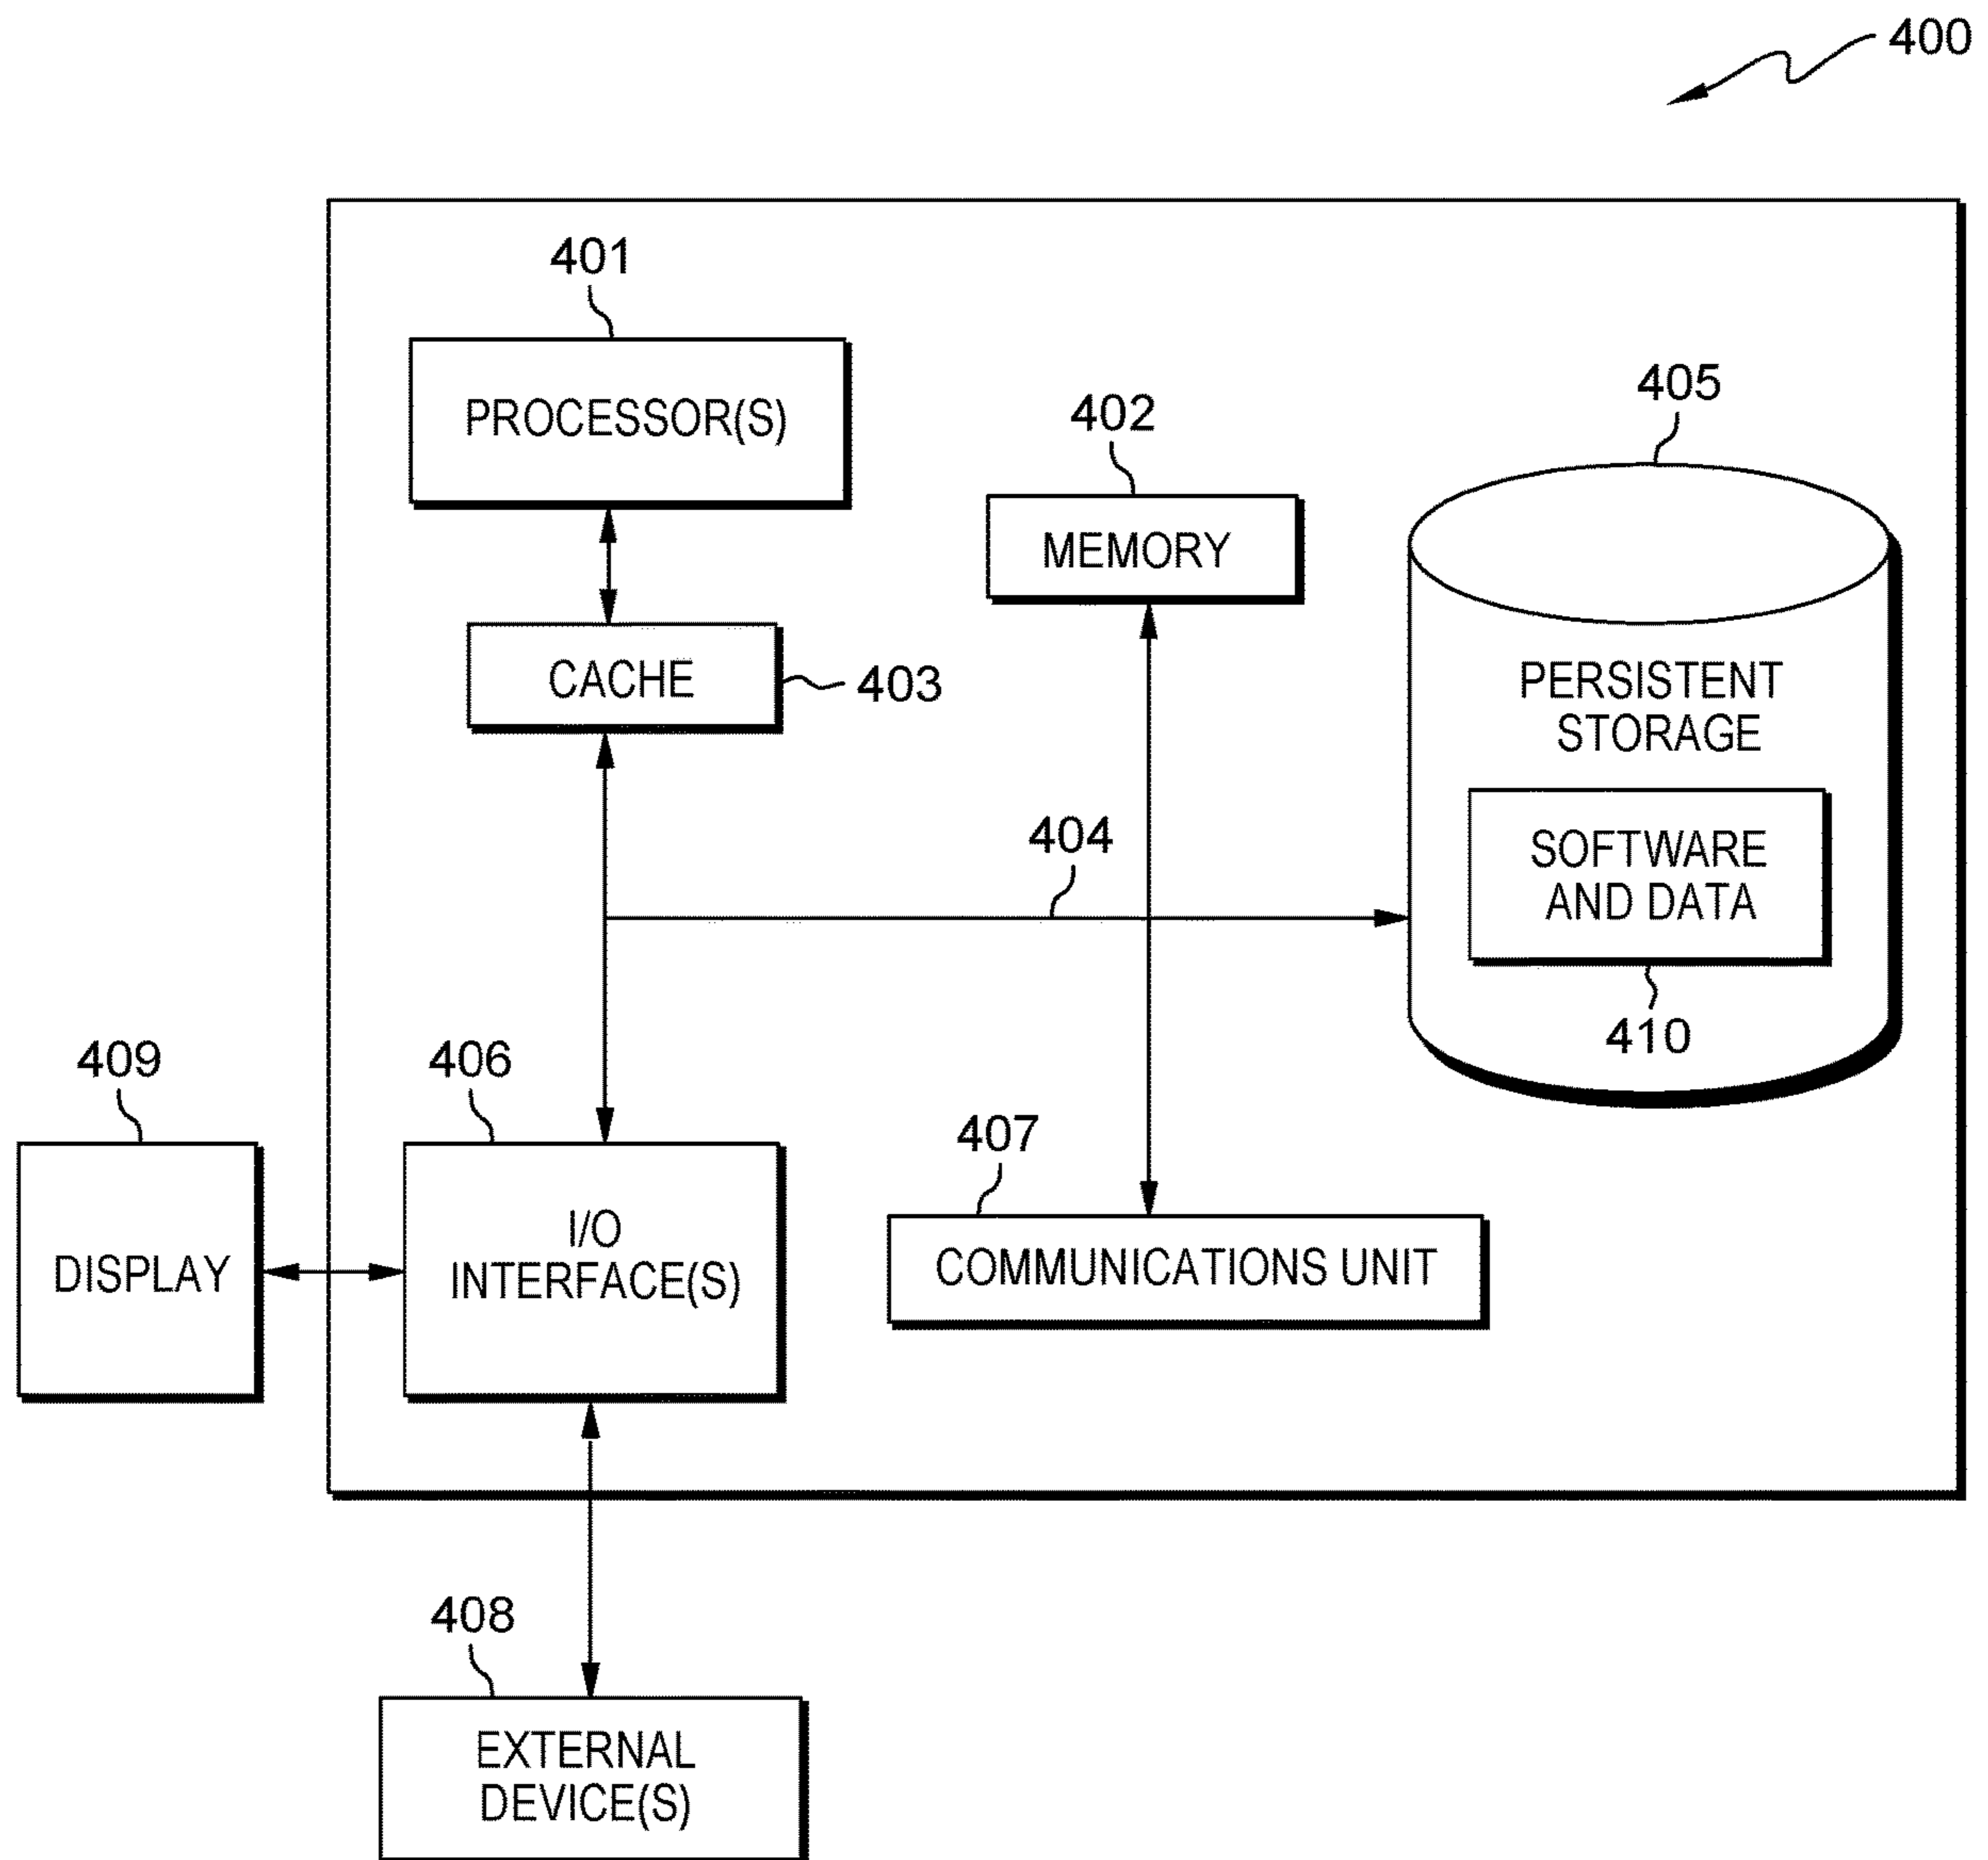 400
401
PROCESSOR(S)
402
MEMORY
405
CACHE
403
PERSISTENT
STORAGE
404
SOFTWARE
AND DATA
410
409
DISPLAY
406
I/O
INTERFACE(S)
407
COMMUNICATIONS UNIT
408
EXTERNAL
DEVICE(S)